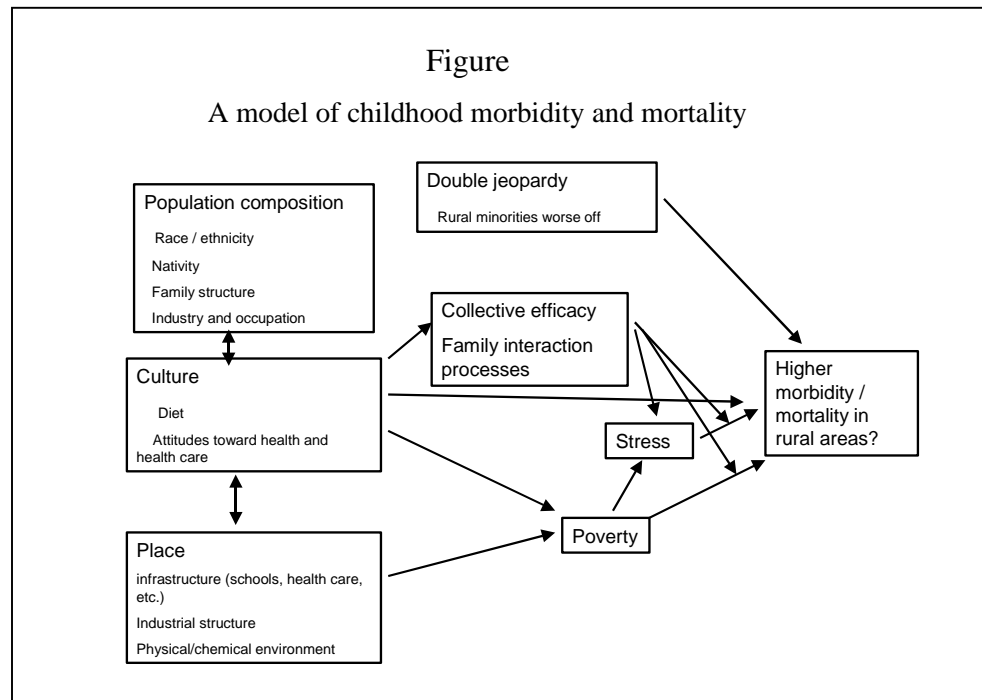 Figure
A model of childhood morbidity and mortality
Population composition
Race / ethnicity
Nativity
Family structure
Industry and occupation
Double jeopardy
Rural minorities worse off
Collective efficacy
Family interaction
processes
Culture
Diet
Attitudes toward health and
health care
Higher
morbidity /
mortality in
rural areas?
Stress
Poverty
Place
infrastructure (schools, health care,
etc.)
Industrial structure
Physical/chemical environment